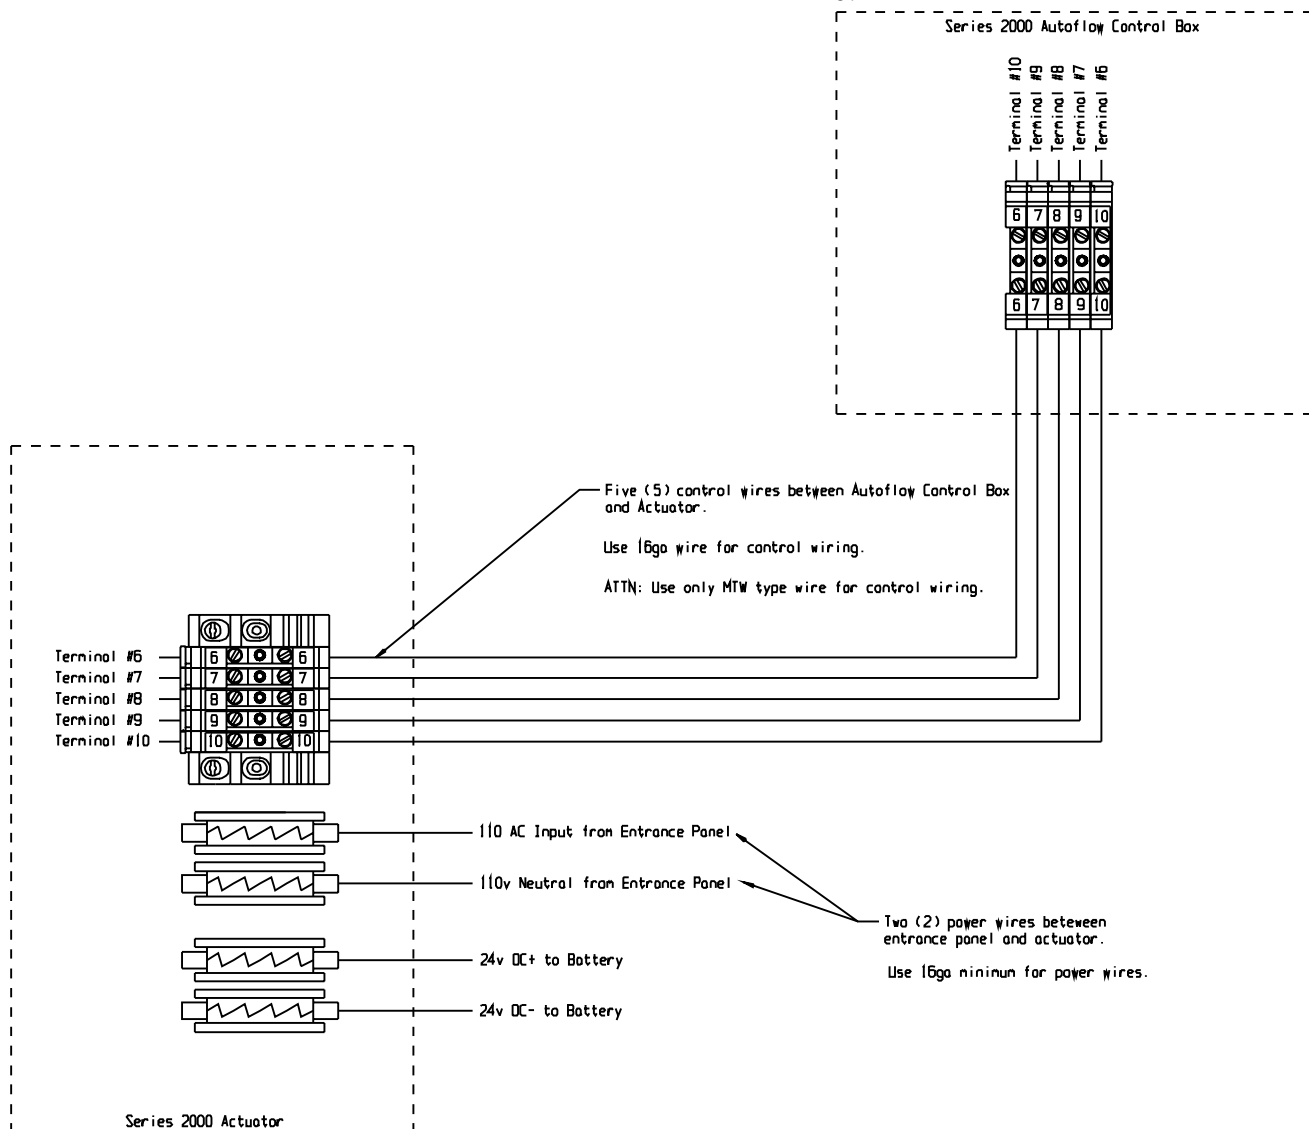 Series 2000 Autoflow Control Box
Terminal #10
Terminal #9
Terminal #8
Terminal #7
Terminal #6
6 7 8 9 10
6 7 8 9 10
Five (5) control wires between Autoflow Control Box
and Actuator.
Use 16ga wire for control wiring.
ATTN: Use only MTW type wire for control wiring.
Terminal #6 6 6
Terminal #7 7 7
Terminal #8 8 8
Terminal #9 9 9
Terminal #10 10 10
110 AC Input from Entrance Panel
110v Neutral from Entrance Panel
Two (2) power wires beteween
entrance panel and actuator.
Use 16ga minimum for power wires.
24v DC+ to Battery
24v DC- to Battery
Series 2000 Actuator